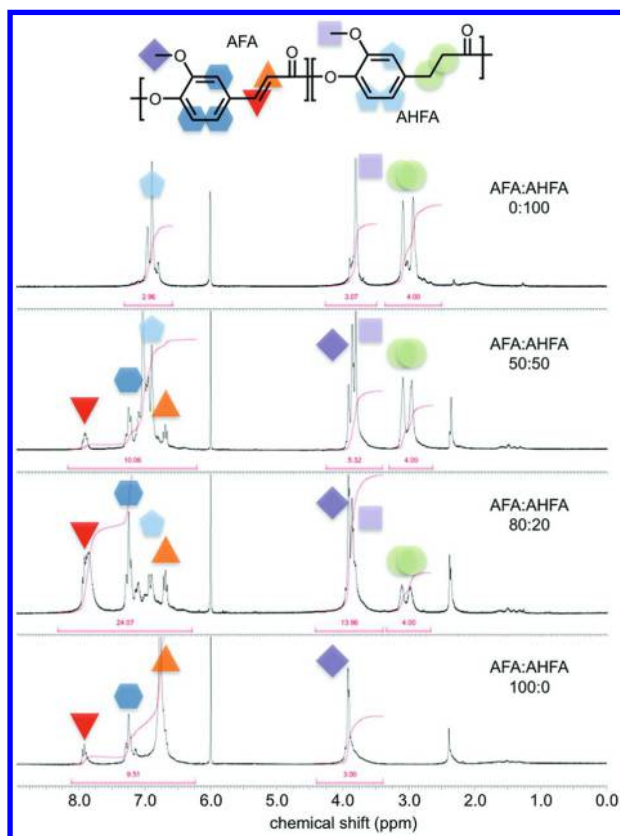 AFA
O
O
O
O
O
O
AHFA
AFA:AHFA
0:100
2.96
3.07
4.00
AFA:AHFA
50:50
10.06
5.32
4.00
AFA:AHFA
80:20
24.07
13.96
4.00
AFA:AHFA
100:0
9.51
3.00
8.0 7.0 6.0 5.0 4.0 3.0 2.0 1.0 0.0
chemical shift (ppm)